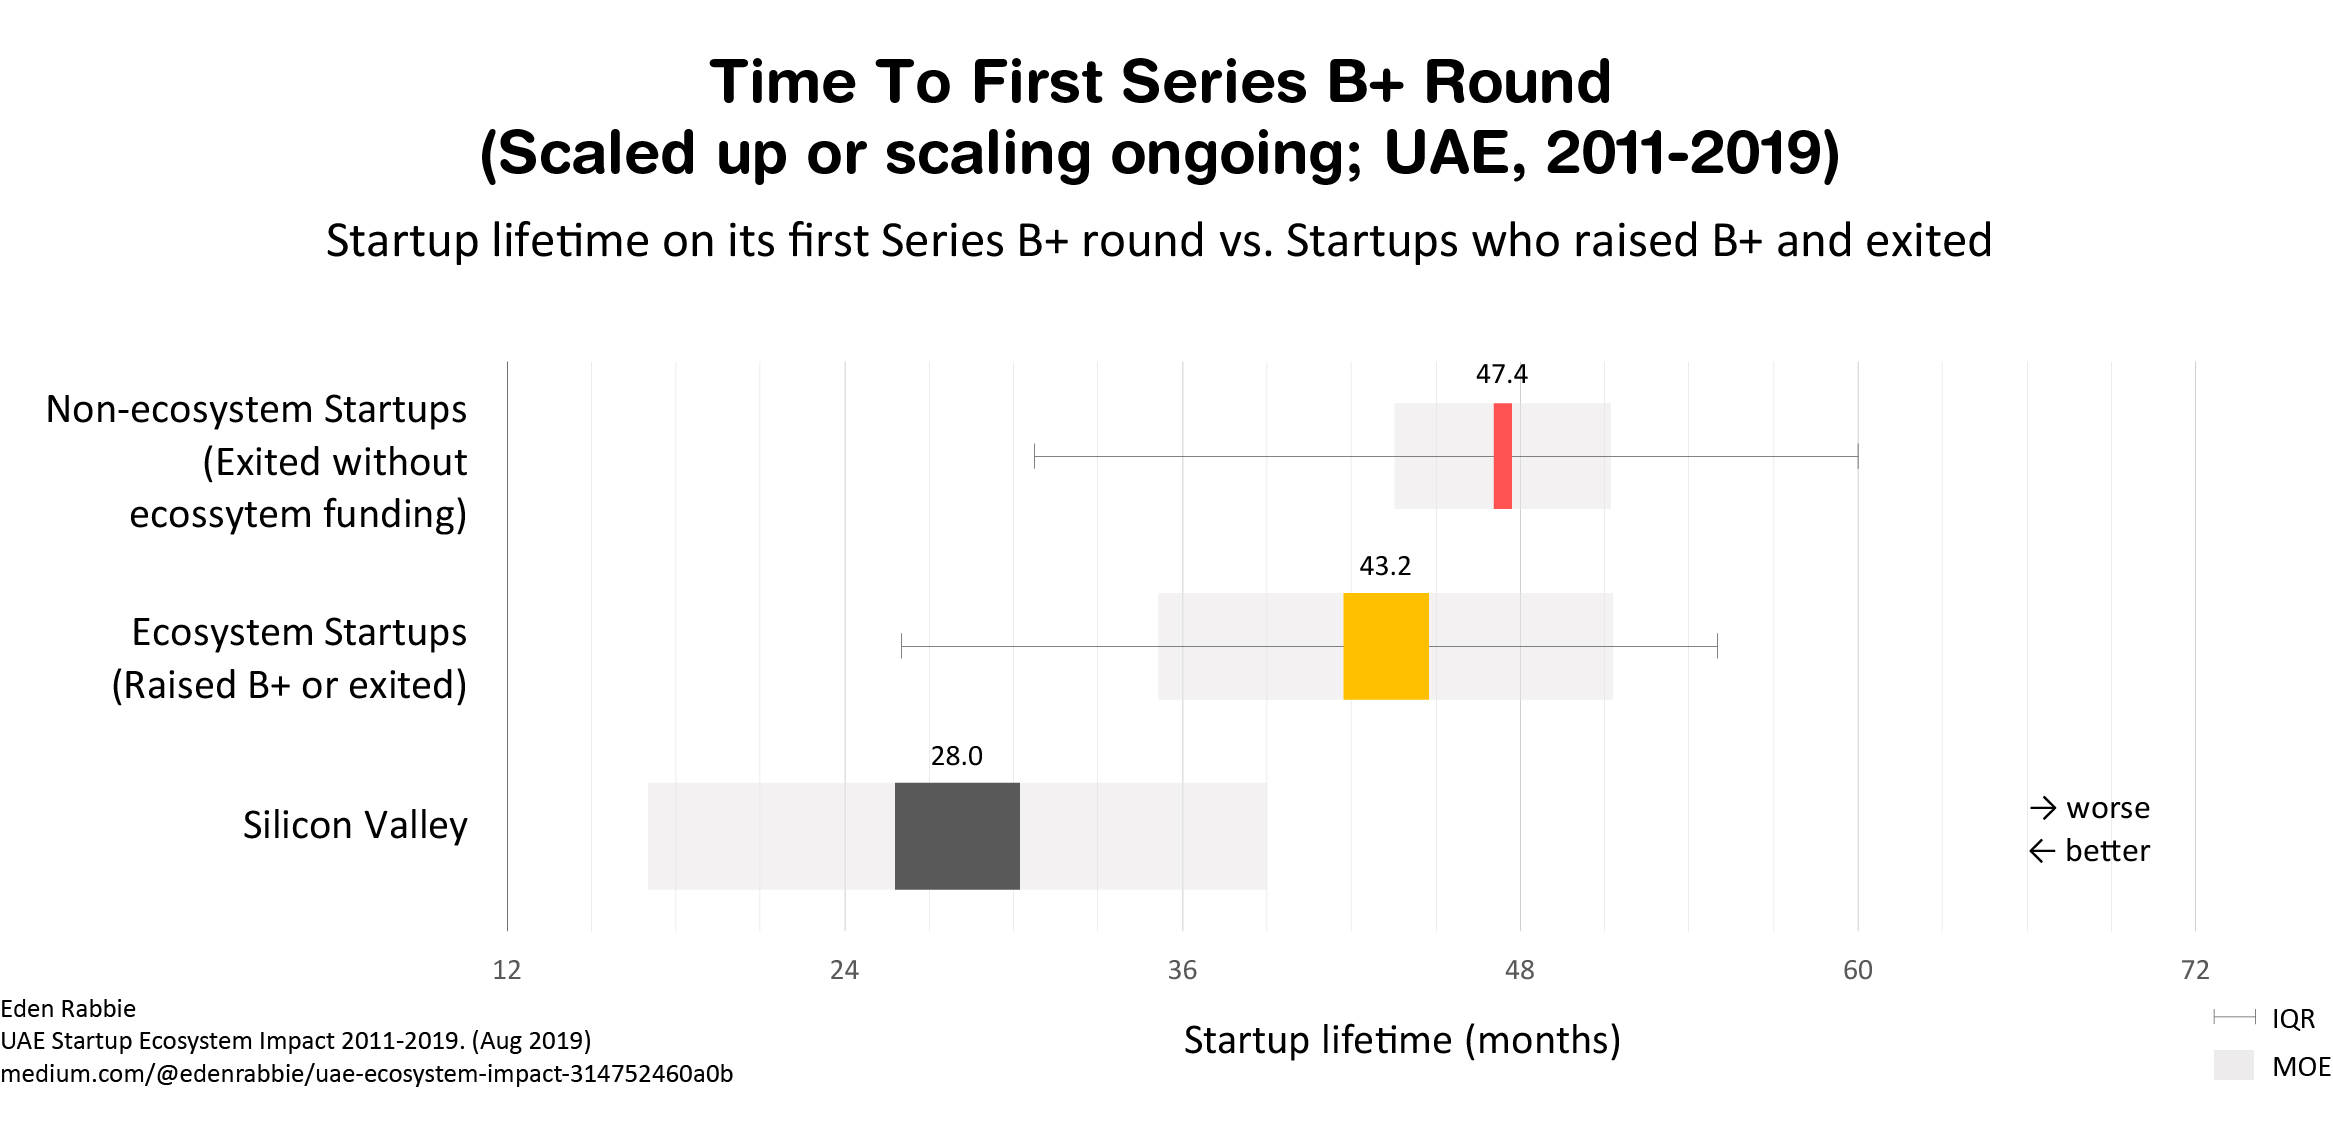 Time To First Series B+ Round
(Scaled up or scaling ongoing; UAE, 2011-2019)
Startup lifetime on its first Series B+ round vs. Startups who raised B+ and exited
47.4
Non-ecosystem Startups
(Exited without
ecossytem funding)
43.2
Ecosystem Startups
(Raised B+ or exited)
28.0
Silicon Valley
→ worse
← better
12 24 36 48 60 72
Startup lifetime (months)
IQR
MOE
Eden Rabbie
UAE Startup Ecosystem Impact 2011-2019. (Aug 2019)
medium.com/@edenrabbie/uae-ecosystem-impact-314752460a0b